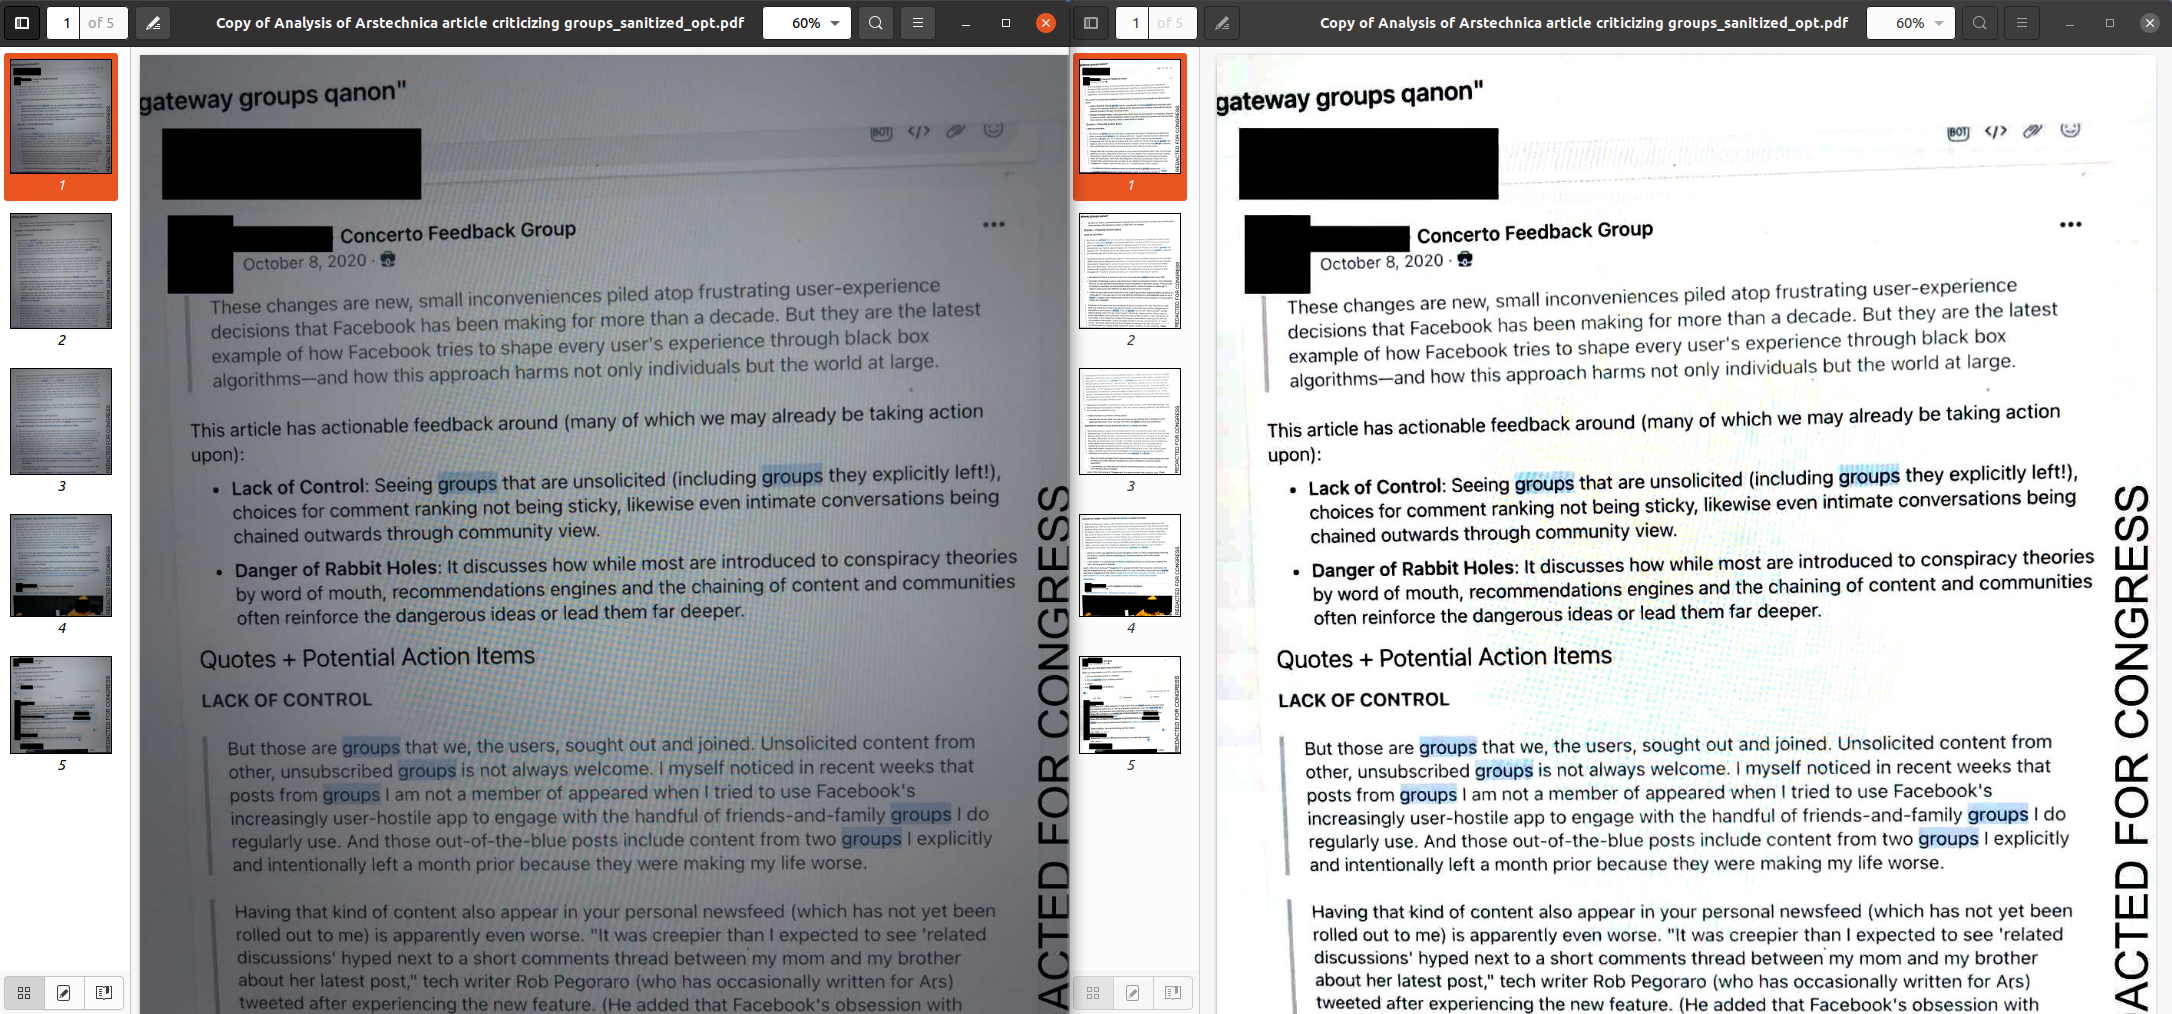 1 of 5
Copy of Analysis of Arstechnica article criticizing groups_sanitized_opt.pdf
60%
1
2
3
4
5
gateway groups qanon"
BOT </>
Concerto Feedback Group
October 8, 2020 ·
These changes are new, small inconveniences piled atop frustrating user-experience
decisions that Facebook has been making for more than a decade. But they are the latest
example of how Facebook tries to shape every user's experience through black box
algorithms—and how this approach harms not only individuals but the world at large.
This article has actionable feedback around (many of which we may already be taking action
upon):
• Lack of Control: Seeing groups that are unsolicited (including groups they explicitly left!),
choices for comment ranking not being sticky, likewise even intimate conversations being
chained outwards through community view.
• Danger of Rabbit Holes: It discusses how while most are introduced to conspiracy theories
by word of mouth, recommendations engines and the chaining of content and communities
often reinforce the dangerous ideas or lead them far deeper.
Quotes + Potential Action Items
LACK OF CONTROL
But those are groups that we, the users, sought out and joined. Unsolicited content from
other, unsubscribed groups is not always welcome. I myself noticed in recent weeks that
posts from groups I am not a member of appeared when I tried to use Facebook's
increasingly user-hostile app to engage with the handful of friends-and-family groups I do
regularly use. And those out-of-the-blue posts include content from two groups I explicitly
and intentionally left a month prior because they were making my life worse.
Having that kind of content also appear in your personal newsfeed (which has not yet been
rolled out to me) is apparently even worse. "It was creepier than I expected to see 'related
discussions' hyped next to a short comments thread between my mom and my brother
about her latest post," tech writer Rob Pegoraro (who has occasionally written for Ars)
tweeted after experiencing the new feature. (He added that Facebook's obsession with
ACTED FOR CONGRESS
1 of 5
Copy of Analysis of Arstechnica article criticizing groups_sanitized_opt.pdf
60%
1
2
3
4
5
gateway groups qanon"
BOT </>
Concerto Feedback Group
October 8, 2020 ·
These changes are new, small inconveniences piled atop frustrating user-experience
decisions that Facebook has been making for more than a decade. But they are the latest
example of how Facebook tries to shape every user's experience through black box
algorithms—and how this approach harms not only individuals but the world at large.
This article has actionable feedback around (many of which we may already be taking action
upon):
• Lack of Control: Seeing groups that are unsolicited (including groups they explicitly left!),
choices for comment ranking not being sticky, likewise even intimate conversations being
chained outwards through community view.
• Danger of Rabbit Holes: It discusses how while most are introduced to conspiracy theories
by word of mouth, recommendations engines and the chaining of content and communities
often reinforce the dangerous ideas or lead them far deeper.
Quotes + Potential Action Items
LACK OF CONTROL
But those are groups that we, the users, sought out and joined. Unsolicited content from
other, unsubscribed groups is not always welcome. I myself noticed in recent weeks that
posts from groups I am not a member of appeared when I tried to use Facebook's
increasingly user-hostile app to engage with the handful of friends-and-family groups I do
regularly use. And those out-of-the-blue posts include content from two groups I explicitly
and intentionally left a month prior because they were making my life worse.
Having that kind of content also appear in your personal newsfeed (which has not yet been
rolled out to me) is apparently even worse. "It was creepier than I expected to see 'related
discussions' hyped next to a short comments thread between my mom and my brother
about her latest post," tech writer Rob Pegoraro (who has occasionally written for Ars)
tweeted after experiencing the new feature. (He added that Facebook's obsession with
ACTED FOR CONGRESS